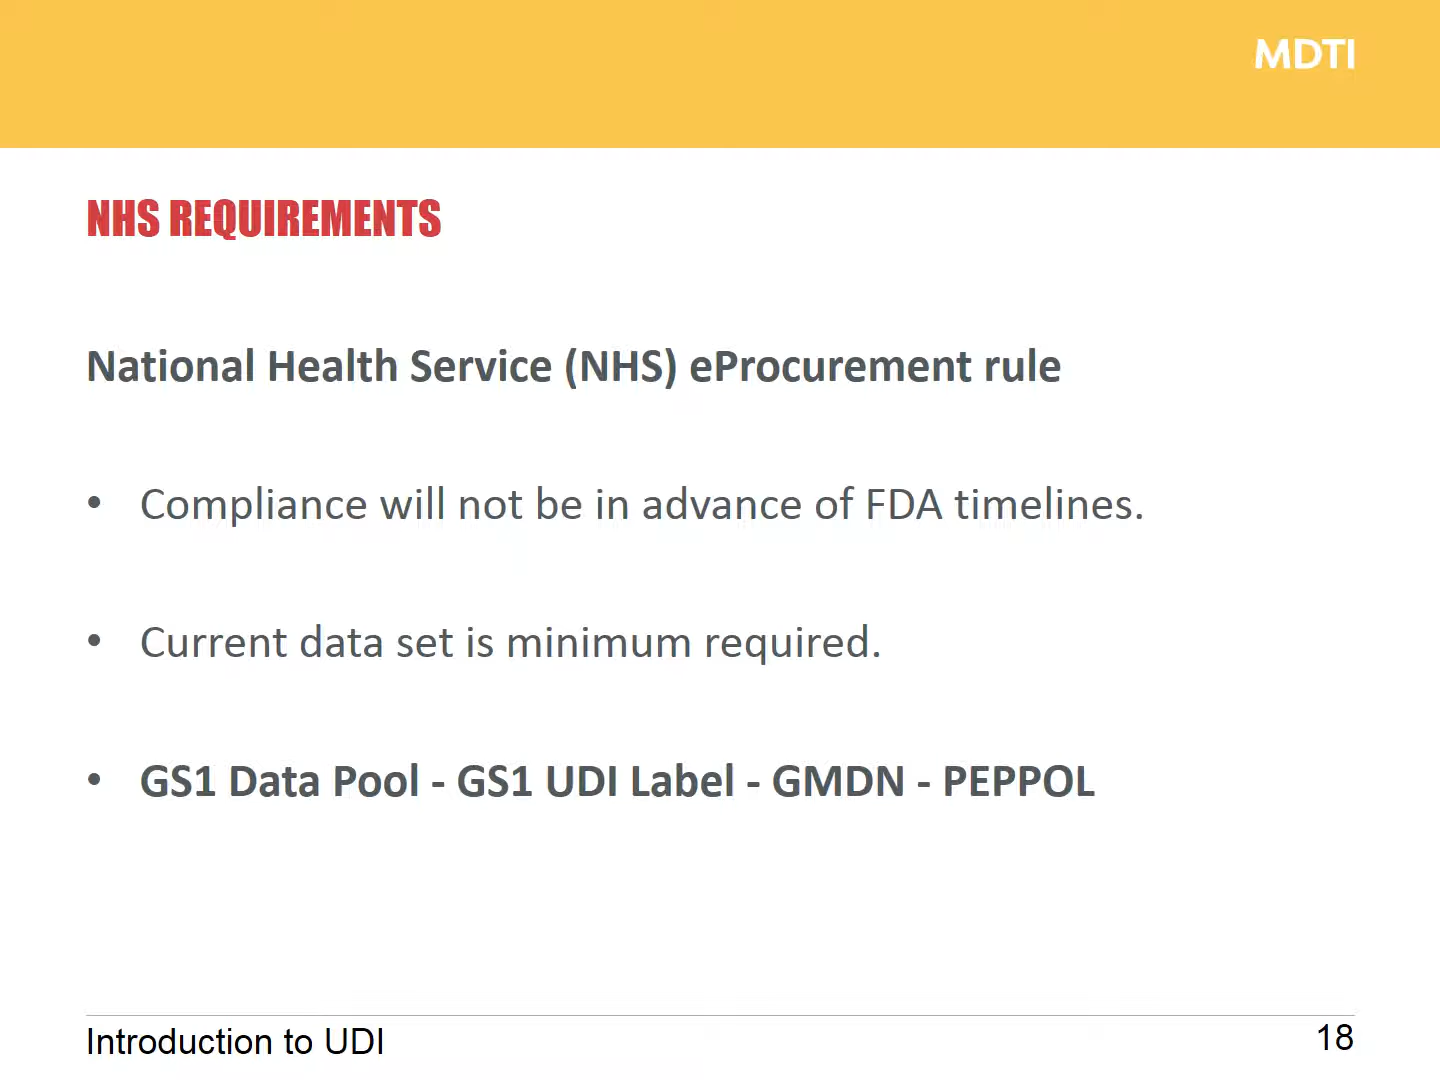 MDTI
NHS REQUIREMENTS
National Health Service (NHS) eProcurement rule
• Compliance will not be in advance of FDA timelines.
• Current data set is minimum required.
• GS1 Data Pool - GS1 UDI Label - GMDN - PEPPOL
Introduction to UDI
18